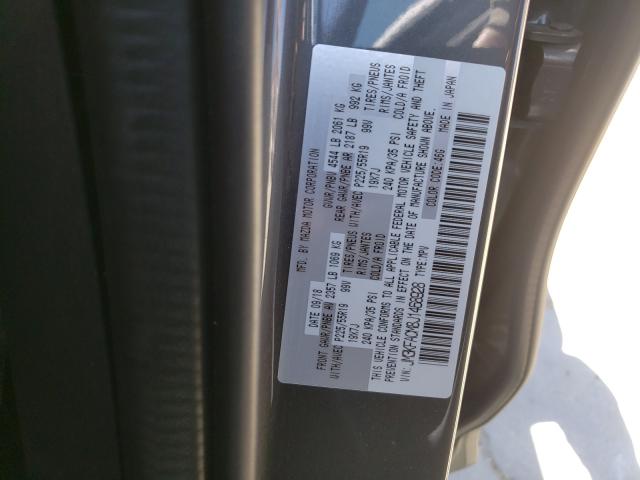 MFD. BY MAZDA MOTOR CORPORATION
DATE: 09/18 GVWR/PNBV 4544 LB 2061 KG
FRONT GAWR/PNBE AV 2357 LB 1069 KG REAR GAWR/PNBE AR 2187 LB 992 KG
WITH/AVEC P225/55R19 99V TIRES/PNEUS WITH/AVEC P225/55R19 99V TIRES/PNEUS
19X7J RIMS/JANTES 19X7J RIMS/JANTES
240 KPA/35 PSI COLD/A FROID 240 KPA/35 PSI COLD/A FROID
THIS VEHICLE CONFORMS TO ALL APPLICABLE FEDERAL MOTOR VEHICLE SAFETY AND THEFT
PREVENTION STANDARDS IN EFFECT ON THE DATE OF MANUFACTURE SHOWN ABOVE.
COLOR CODE:46G MADE IN JAPAN
VIN: TYPE:MPV